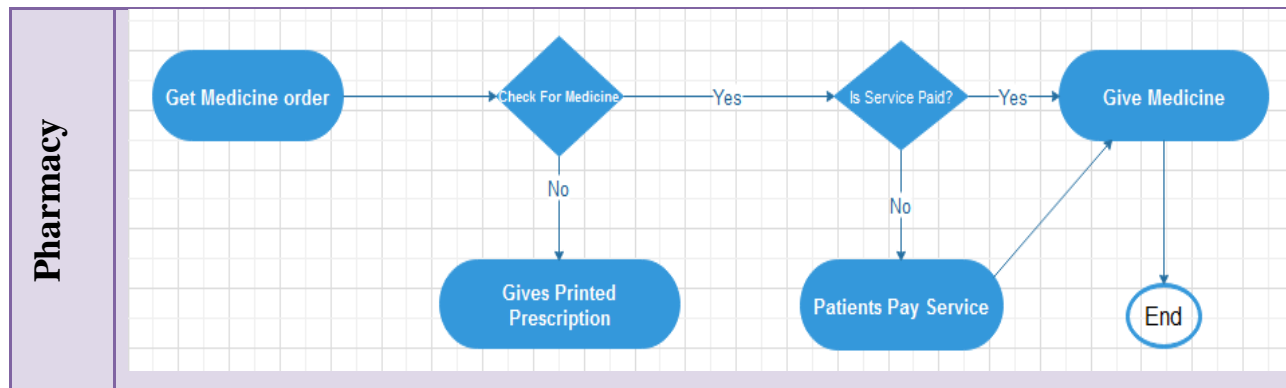 Pharmacy
Get Medicine order
Check For Medicine
Yes
Is Service Paid?
Yes
Give Medicine
No
No
Gives Printed
Prescription
Patients Pay Service
End